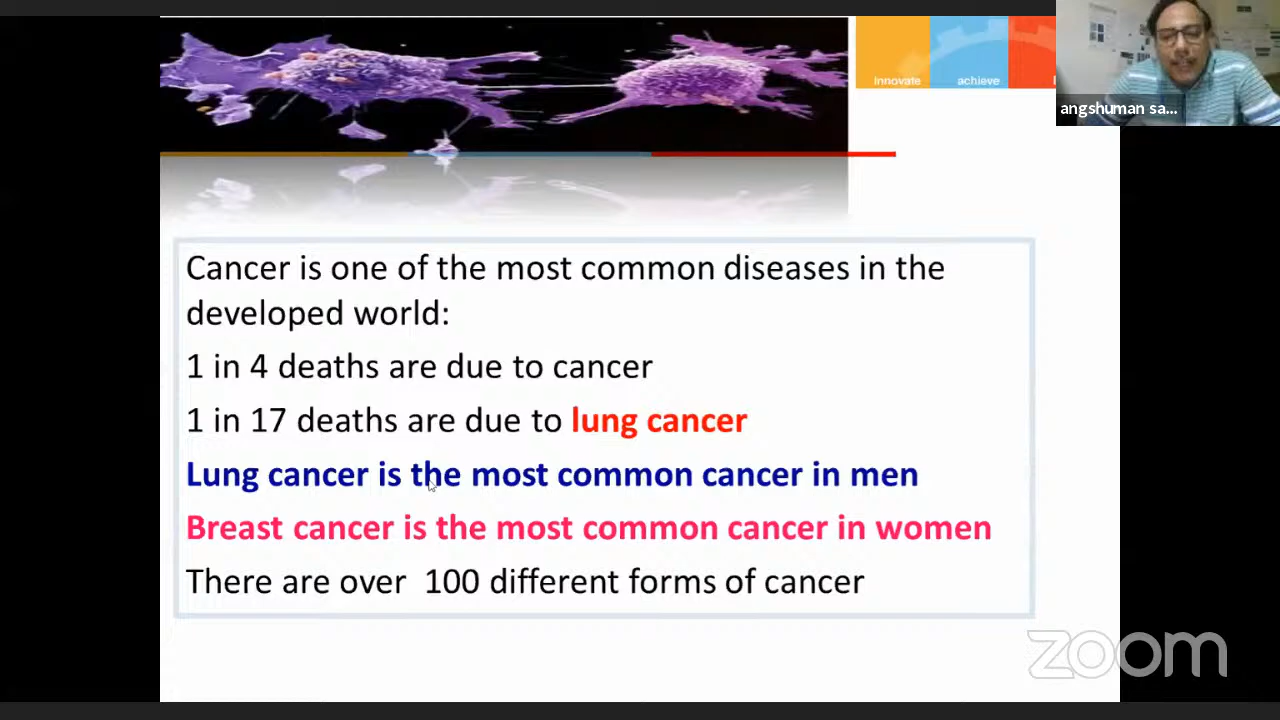 innovate
achieve
angshuman sa...
Cancer is one of the most common diseases in the
developed world:
1 in 4 deaths are due to cancer
1 in 17 deaths are due to lung cancer
Lung cancer is the most common cancer in men
Breast cancer is the most common cancer in women
There are over 100 different forms of cancer
zoom